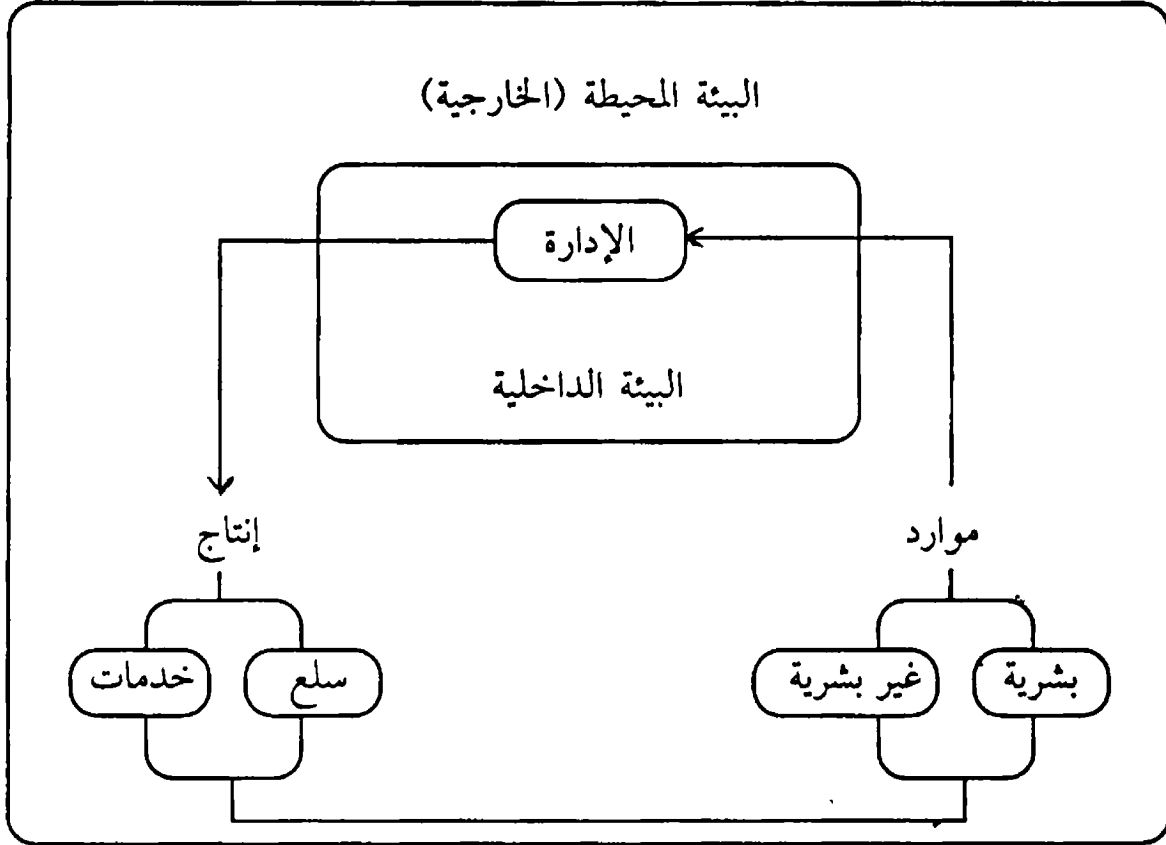 البيئة المحيطة (الخارجية)
الإدارة
البيئة الداخلية
موارد
إنتاج
بشرية
غير بشرية
سلع
خدمات